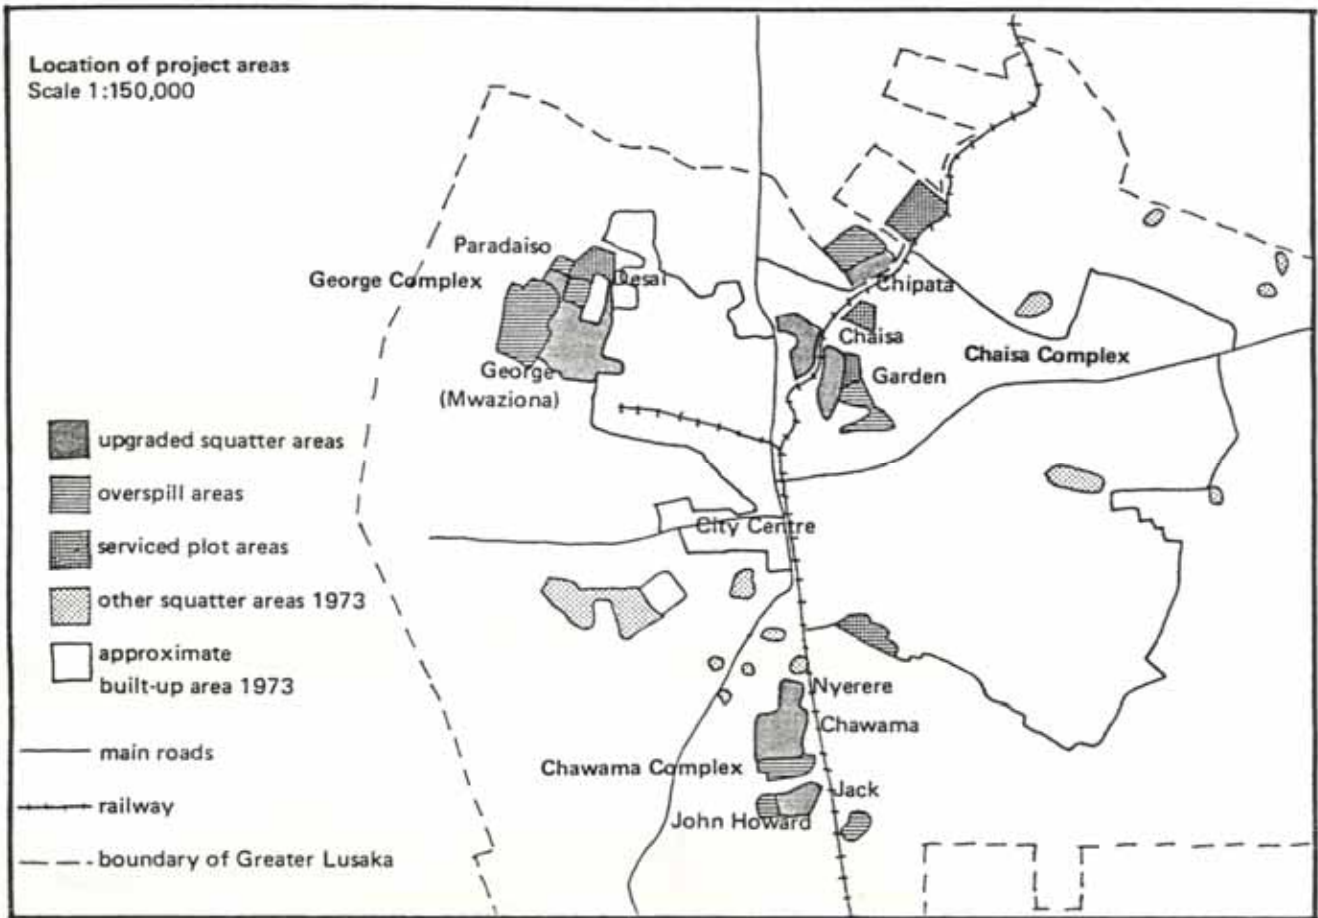 Location of project areas
Scale 1:150,000
Paradaiso
George Complex
Desai
Chipata
Chaisa
Chaisa Complex
George
Garden
(Mwaziona)
upgraded squatter areas
overspill areas
City Centre
serviced plot areas
other squatter areas 1973
approximate
built-up area 1973
Nyerere
Chawama
main roads
Chawama Complex
Jack
railway
John Howard
boundary of Greater Lusaka